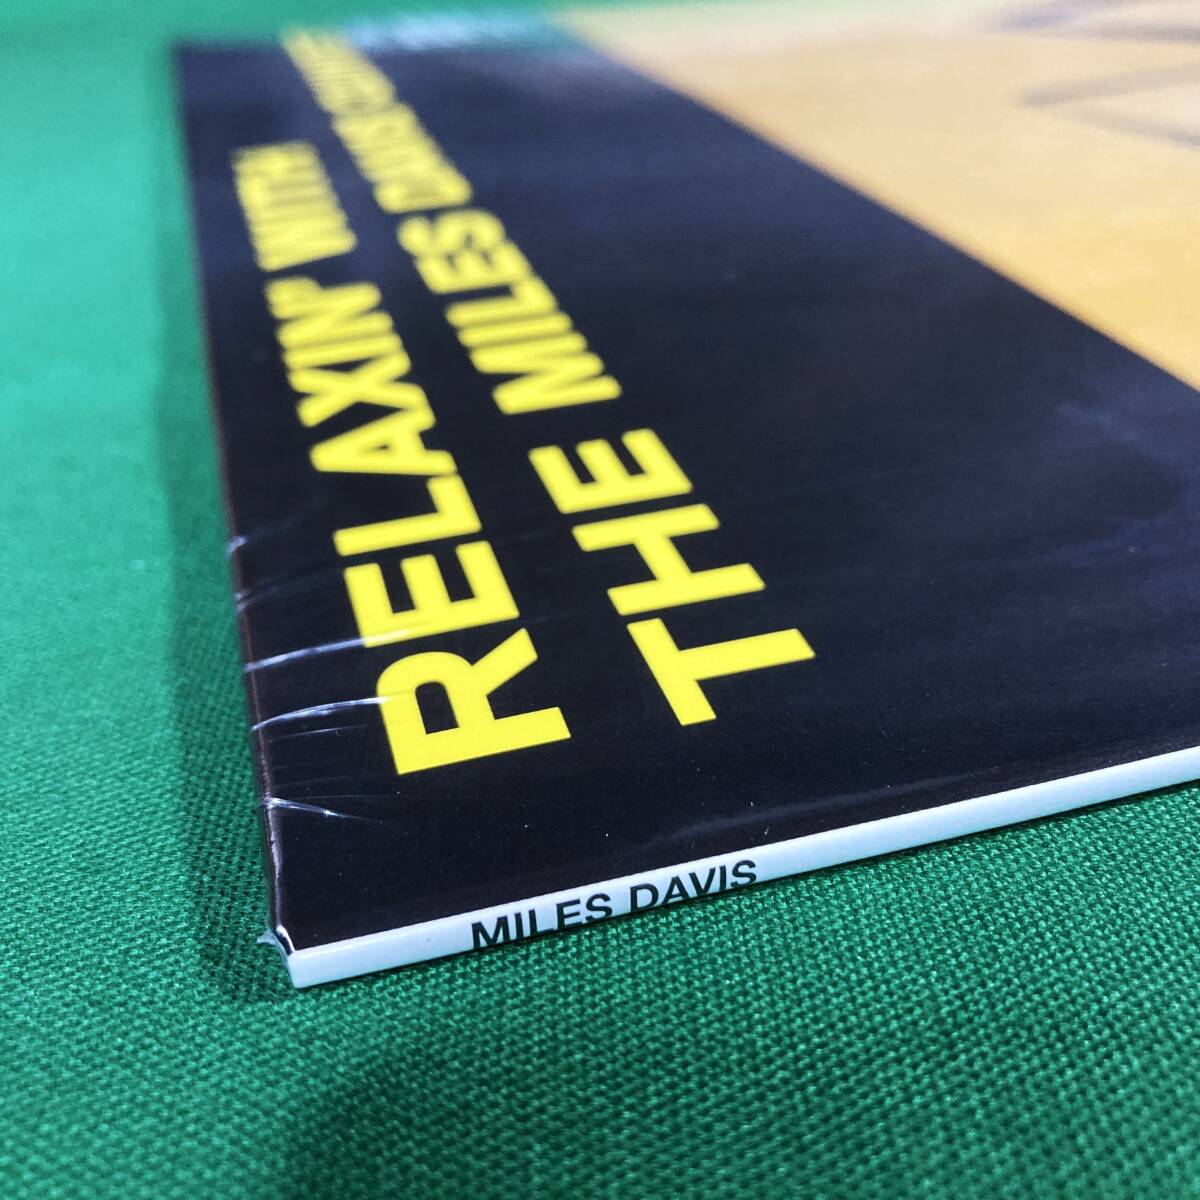 RELAXIN' WITH
THE MILES DAVIS QUINTET
MILES DAVIS